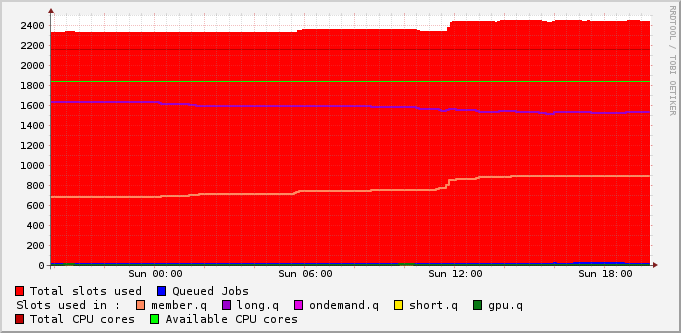 RRDTOOL / TOBI OETIKER
2400
2200
2000
1800
1600
1400
1200
1000
800
600
400
200
0
Sun 00:00 Sun 06:00 Sun 12:00 Sun 18:00
Total slots used Queued Jobs
Slots used in : member.q long.q ondemand.q short.q gpu.q
Total CPU cores Available CPU cores